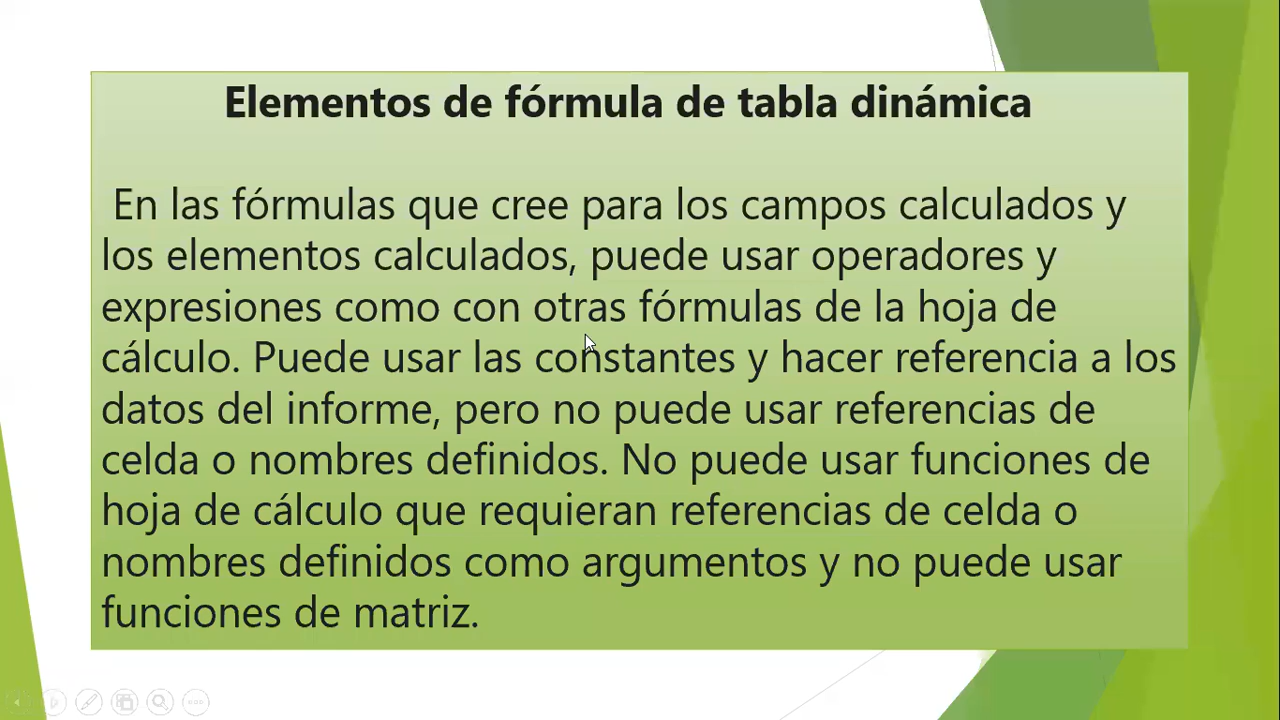 Elementos de fórmula de tabla dinámica
En las fórmulas que cree para los campos calculados y
los elementos calculados, puede usar operadores y
expresiones como con otras fórmulas de la hoja de
cálculo. Puede usar las constantes y hacer referencia a los
datos del informe, pero no puede usar referencias de
celda o nombres definidos. No puede usar funciones de
hoja de cálculo que requieran referencias de celda o
nombres definidos como argumentos y no puede usar
funciones de matriz.